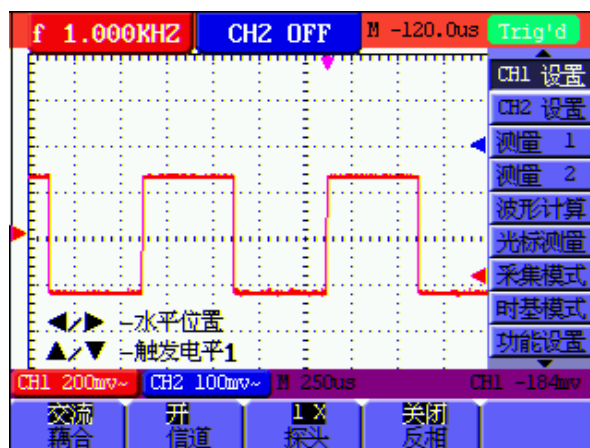 f 1.000KHZ CH2 OFF M -120.0us Trig'd
CH1 设置
CH2 设置
测量 1
测量 2
波形计算
光标测量
采集模式
时基模式
功能设置
◀/▶ -水平位置
▲/▼ -触发电平1
CH1 200mv~ CH2 100mv~ M 250us CH1 -184mv
交流 开 1 X 关闭
藕合 信道 探头 反相